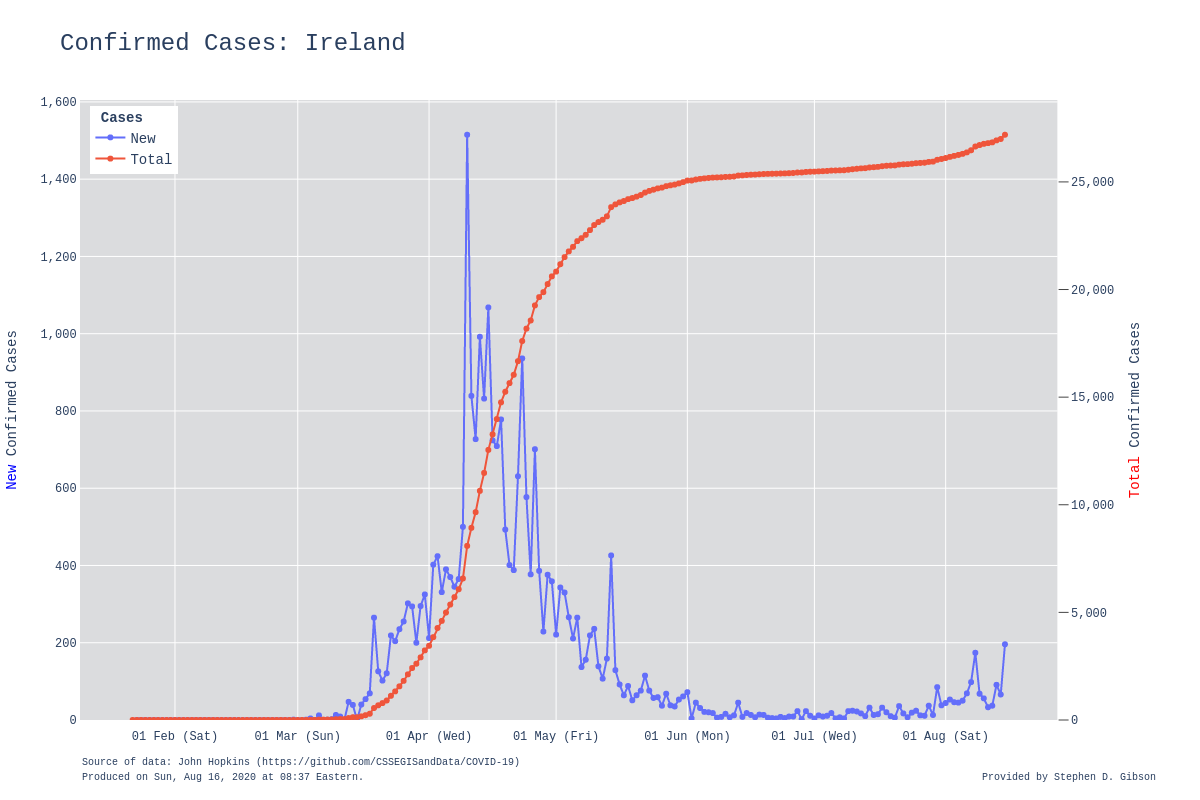 Confirmed Cases: Ireland
Cases
New
Total
1,600
1,400
1,200
1,000
800
600
400
200
0
25,000
20,000
15,000
10,000
5,000
0
New Confirmed Cases
Total Confirmed Cases
01 Feb (Sat) 01 Mar (Sun) 01 Apr (Wed) 01 May (Fri) 01 Jun (Mon) 01 Jul (Wed) 01 Aug (Sat)
Source of data: John Hopkins (https://github.com/CSSEGISandData/COVID-19)
Produced on Sun, Aug 16, 2020 at 08:37 Eastern.
Provided by Stephen D. Gibson